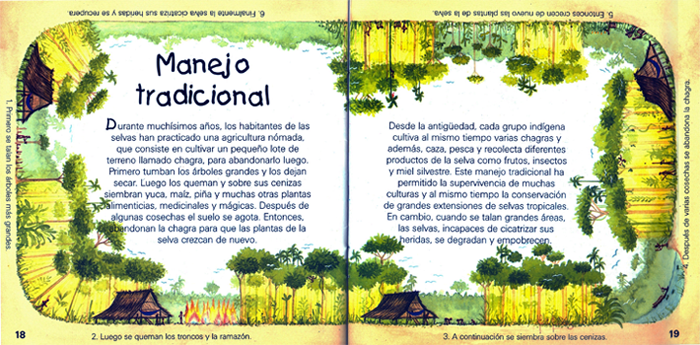 Manejo
tradicional
Durante muchísimos años, los habitantes de las
selvas han practicado una agricultura nómada,
que consiste en cultivar un pequeño lote de
terreno llamado chagra, para abandonarlo luego.
Primero tumban los árboles grandes y los dejan
secar. Luego los queman y sobre sus cenizas
siembran yuca, maíz, piña y muchas otras plantas
alimenticias, medicinales y mágicas. Después de
algunas cosechas el suelo se agota. Entonces,
abandonan la chagra para que las plantas de la
selva crezcan de nuevo.
1. Primero se talan los árboles más grandes.
2. Luego se queman los troncos y la ramazón.
18
Desde la antigüedad, cada grupo indígena
cultiva al mismo tiempo varias chagras y
además, caza, pesca y recolecta diferentes
productos de la selva como frutos, insectos
y miel silvestre. Este manejo tradicional ha
permitido la supervivencia de muchas
culturas y al mismo tiempo la conservación
de grandes extensiones de selvas tropicales.
En cambio, cuando se talan grandes áreas,
las selvas, incapaces de cicatrizar sus
heridas, se degradan y empobrecen.
3. A continuación se siembra sobre las cenizas.
4. Después de varias cosechas se abandona la chagra.
5. Entonces crecen de nuevo las plantas de la selva.
6. Finalmente la selva cicatriza sus heridas y se recupera.
19